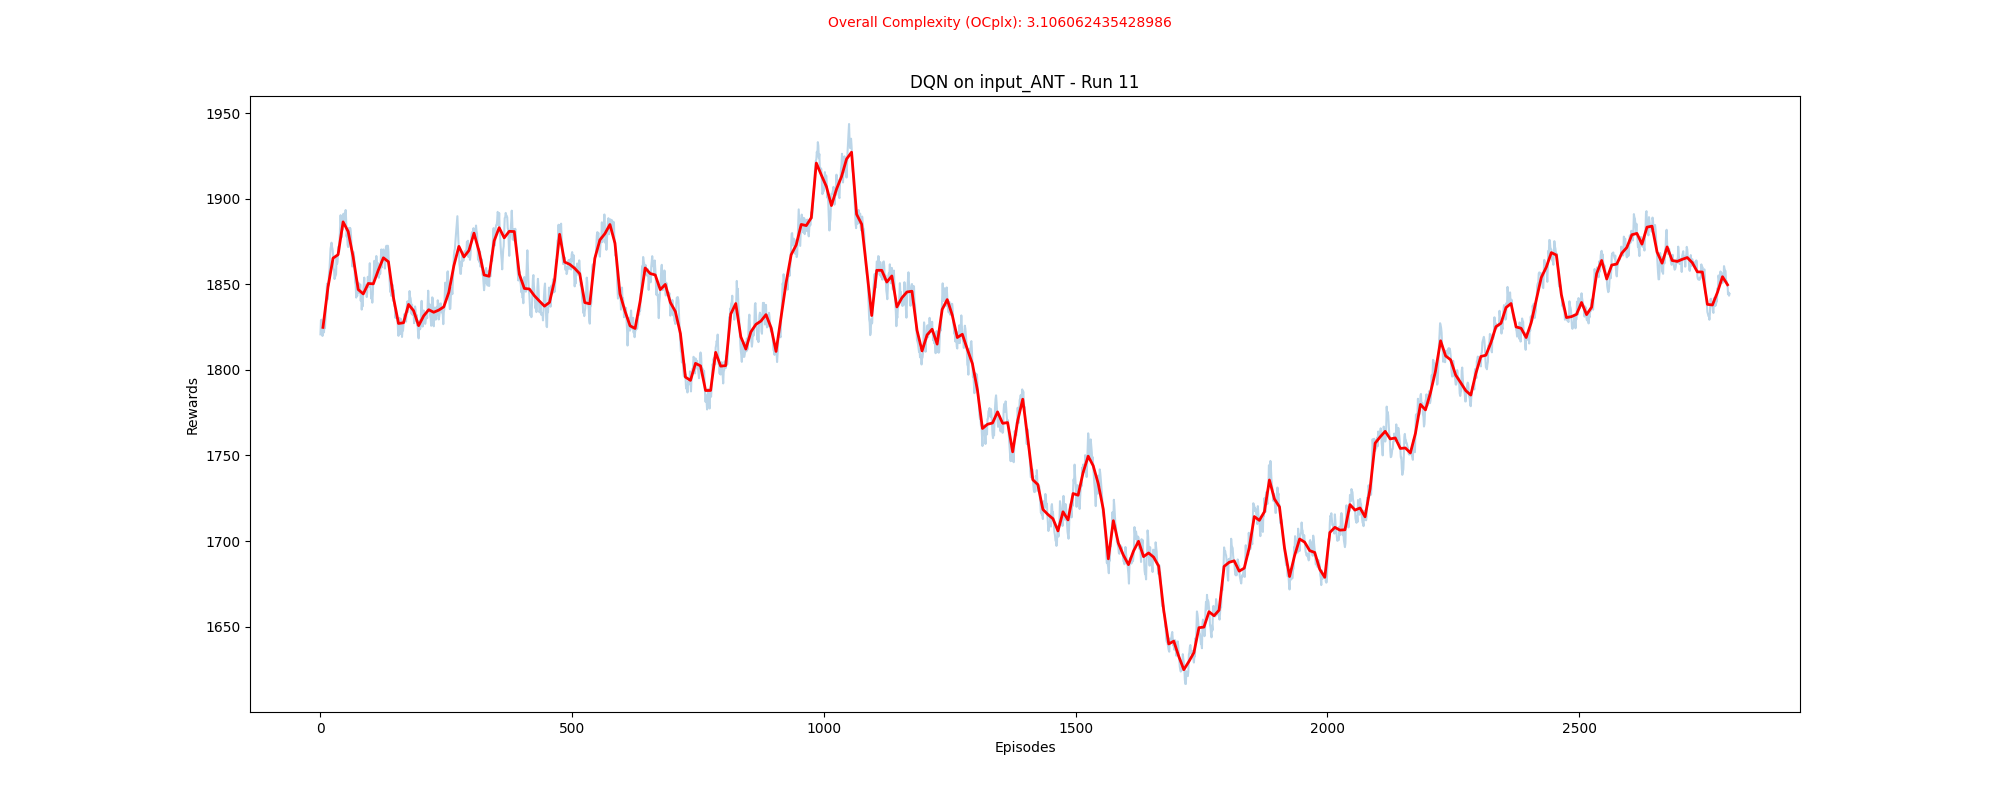 Overall Complexity (OCplx): 3.106062435428986
DQN on input_ANT - Run 11
1950
1900
1850
1800
1750
1700
1650
Rewards
0 500 1000 1500 2000 2500
Episodes